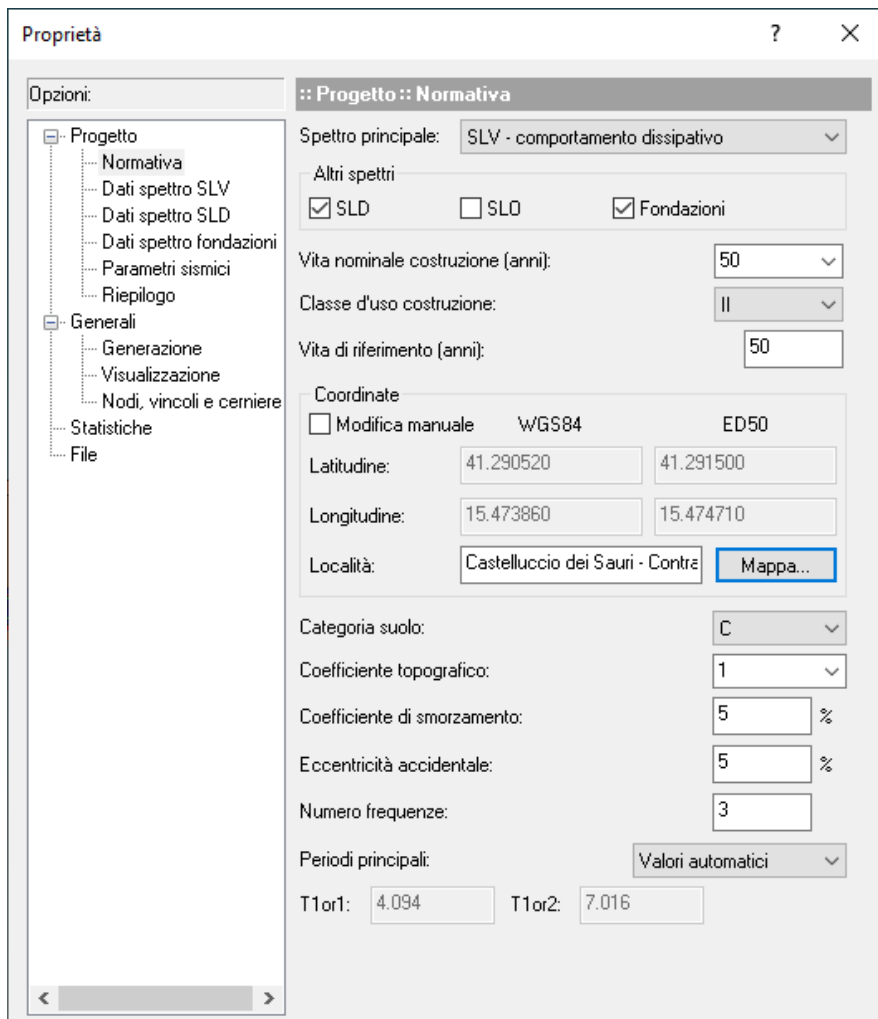 Proprietà
?
Opzioni:
Progetto
Normativa
Dati spettro SLV
Dati spettro SLD
Dati spettro fondazioni
Parametri sismici
Riepilogo
Generali
Generazione
Visualizzazione
Nodi, vincoli e cerniere
Statistiche
File
:: Progetto :: Normativa
Spettro principale: SLV - comportamento dissipativo
Altri spettri
SLD SLO Fondazioni
Vita nominale costruzione (anni): 50
Classe d'uso costruzione: II
Vita di riferimento (anni): 50
Coordinate
Modifica manuale WGS84 ED50
Latitudine: 41.290520 41.291500
Longitudine: 15.473860 15.474710
Località: Castelluccio dei Sauri - Contra Mappa...
Categoria suolo: C
Coefficiente topografico: 1
Coefficiente di smorzamento: 5 %
Eccentricità accidentale: 5 %
Numero frequenze: 3
Periodi principali: Valori automatici
T1or1: 4.094 T1or2: 7.016